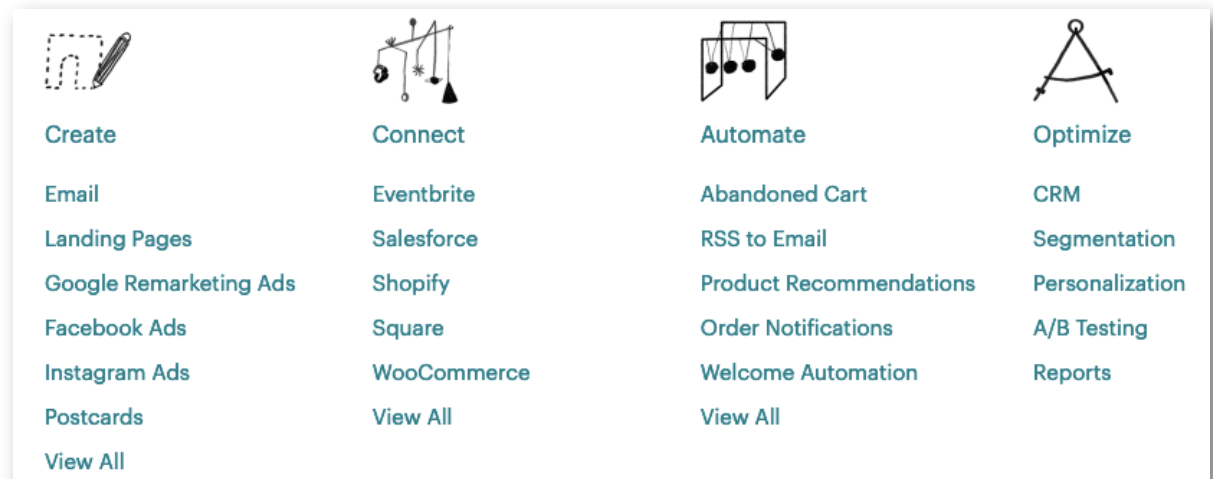 Create
Email
Landing Pages
Google Remarketing Ads
Facebook Ads
Instagram Ads
Postcards
View All
Connect
Eventbrite
Salesforce
Shopify
Square
WooCommerce
View All
Automate
Abandoned Cart
RSS to Email
Product Recommendations
Order Notifications
Welcome Automation
View All
Optimize
CRM
Segmentation
Personalization
A/B Testing
Reports